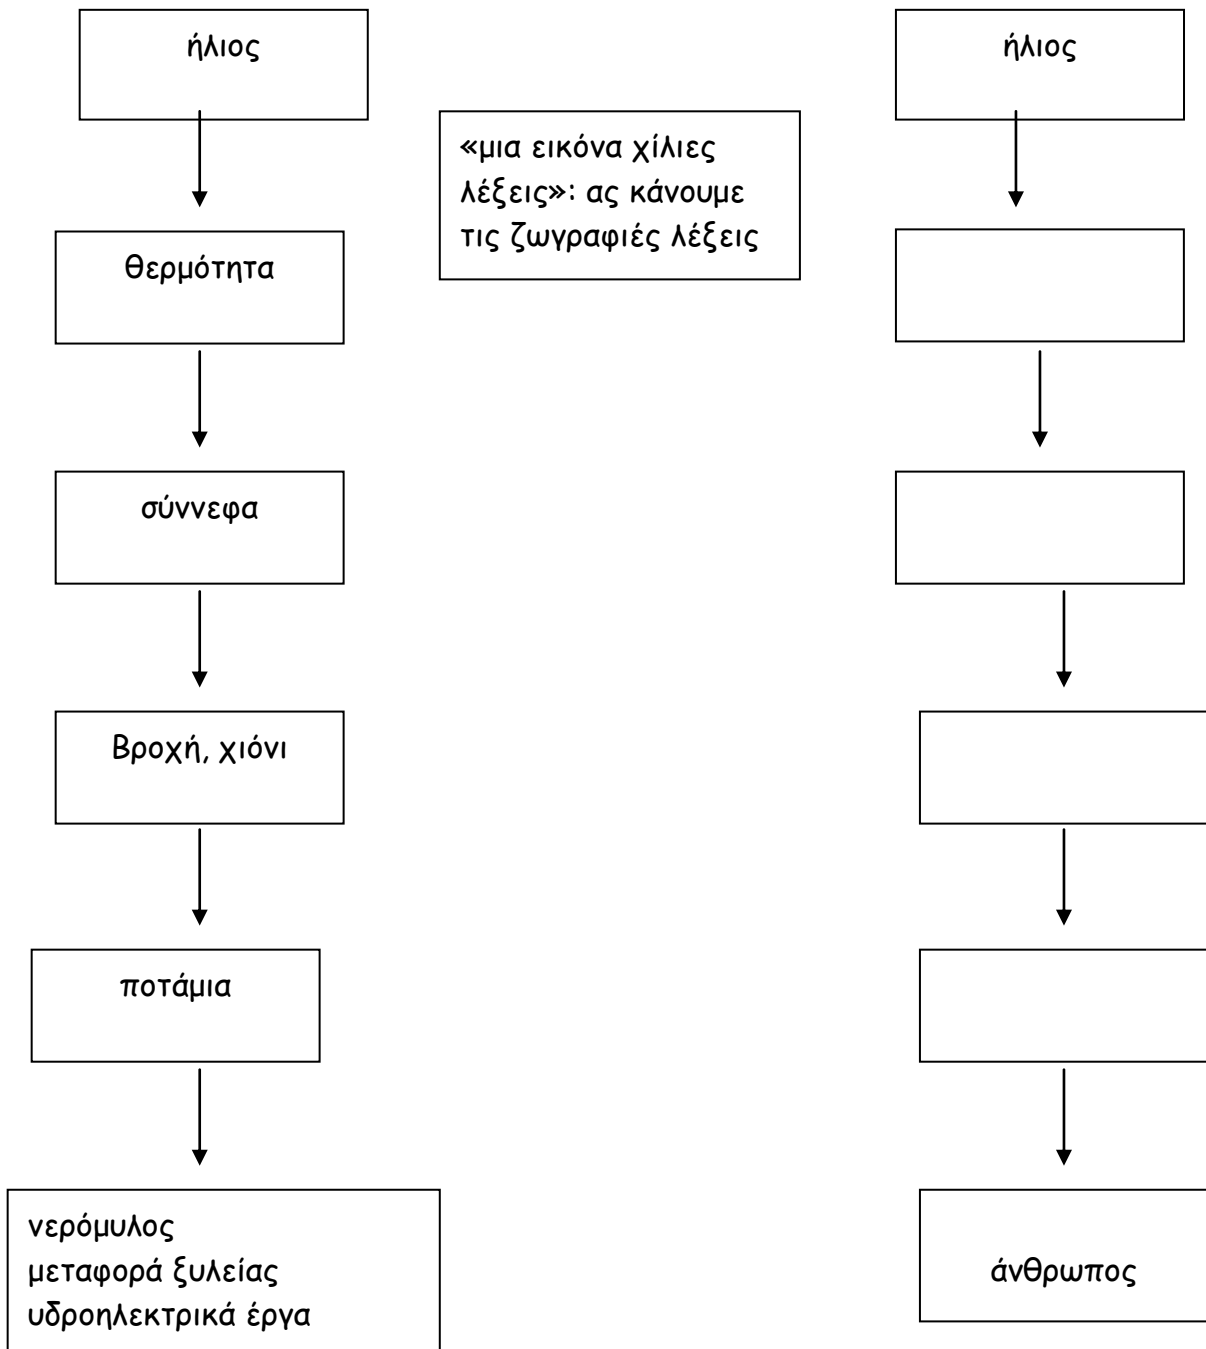 ήλιος
ήλιος
«μια εικόνα χίλιες
λέξεις»: ας κάνουμε
τις ζωγραφιές λέξεις
θερμότητα
σύννεφα
Βροχή, χιόνι
ποτάμια
νερόμυλος
μεταφορά ξυλείας
υδροηλεκτρικά έργα
άνθρωπος